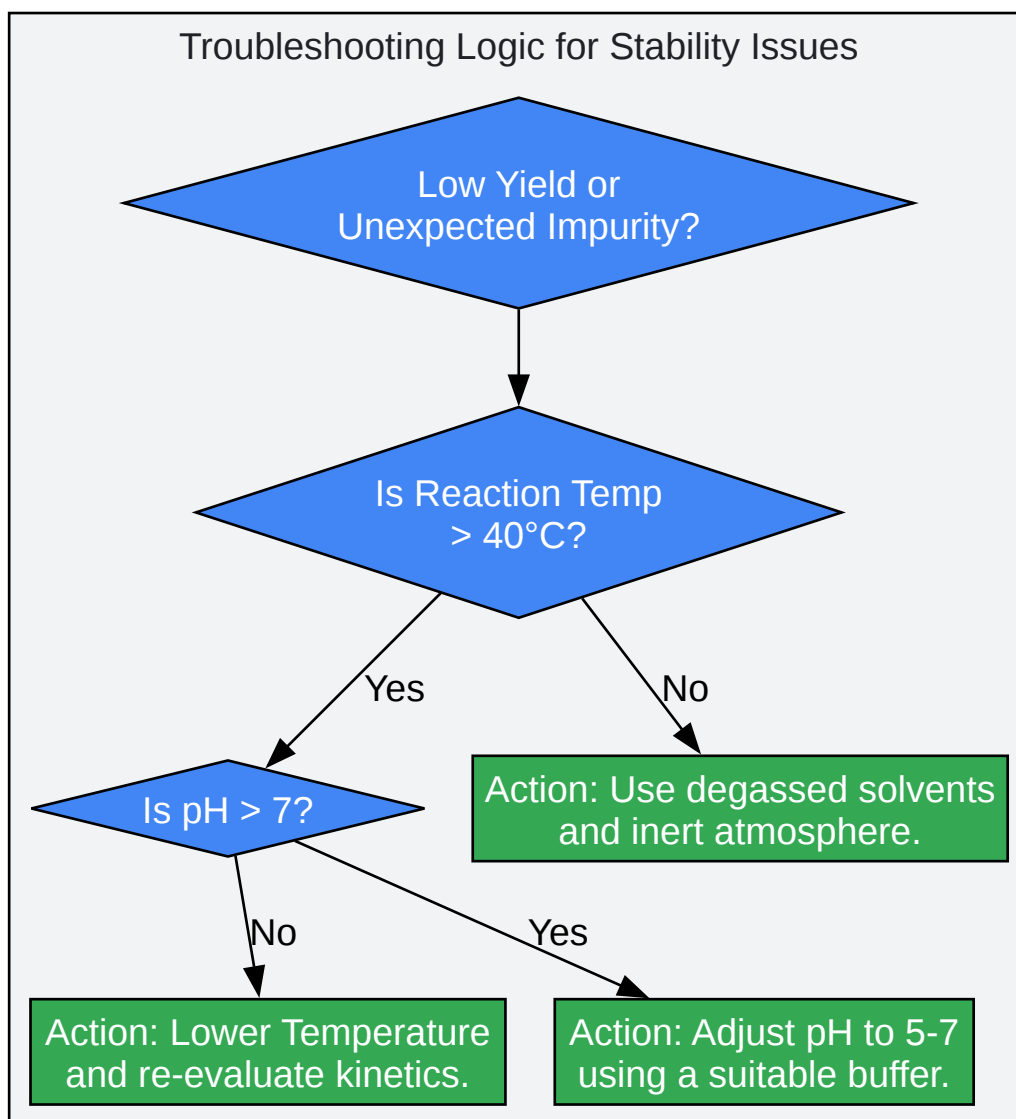 Troubleshooting Logic for Stability Issues
Low Yield or
Unexpected Impurity?
Is Reaction Temp
> 40°C?
Yes
No
Is pH > 7?
Action: Use degassed solvents
and inert atmosphere.
No
Yes
Action: Lower Temperature
and re-evaluate kinetics.
Action: Adjust pH to 5-7
using a suitable buffer.